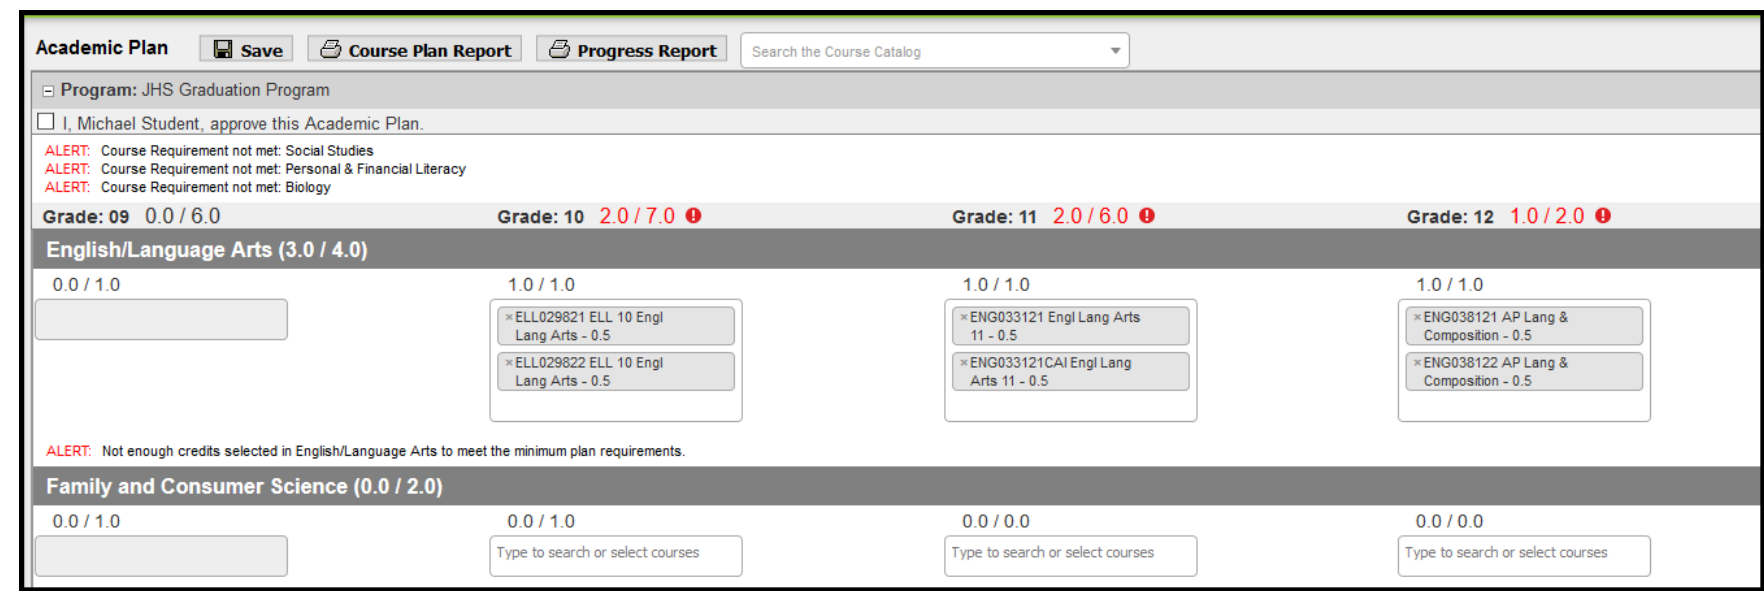 Academic Plan Save Course Plan Report Progress Report Search the Course Catalog
Program: JHS Graduation Program
I, Michael Student, approve this Academic Plan.
ALERT: Course Requirement not met: Social Studies
ALERT: Course Requirement not met: Personal & Financial Literacy
ALERT: Course Requirement not met: Biology
Grade: 09 0.0 / 6.0 Grade: 10 2.0 / 7.0 Grade: 11 2.0 / 6.0 Grade: 12 1.0 / 2.0
English/Language Arts (3.0 / 4.0)
0.0 / 1.0 1.0 / 1.0 1.0 / 1.0 1.0 / 1.0
×ELL029821 ELL 10 Engl
Lang Arts - 0.5
×ELL029822 ELL 10 Engl
Lang Arts - 0.5
×ENG033121 Engl Lang Arts
11 - 0.5
×ENG033121CAI Engl Lang
Arts 11 - 0.5
×ENG038121 AP Lang &
Composition - 0.5
×ENG038122 AP Lang &
Composition - 0.5
ALERT: Not enough credits selected in English/Language Arts to meet the minimum plan requirements.
Family and Consumer Science (0.0 / 2.0)
0.0 / 1.0 0.0 / 1.0 0.0 / 0.0 0.0 / 0.0
Type to search or select courses Type to search or select courses Type to search or select courses